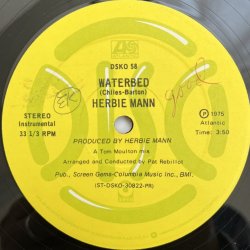 ATLANTIC
DSKO 58
WATERBED
(Chiles-Barton)
HERBIE MANN
EK
good
STEREO
Instrumental
33 1/3 RPM
Ⓟ 1975
Atlantic
Time: 3:50
PRODUCED BY HERBIE MANN
A Tom Moulton mix
Arranged and Conducted by Pat Rebillot
Pub., Screen Gems-Columbia Music Inc., BMI.
(ST-DSKO-30822-PR)